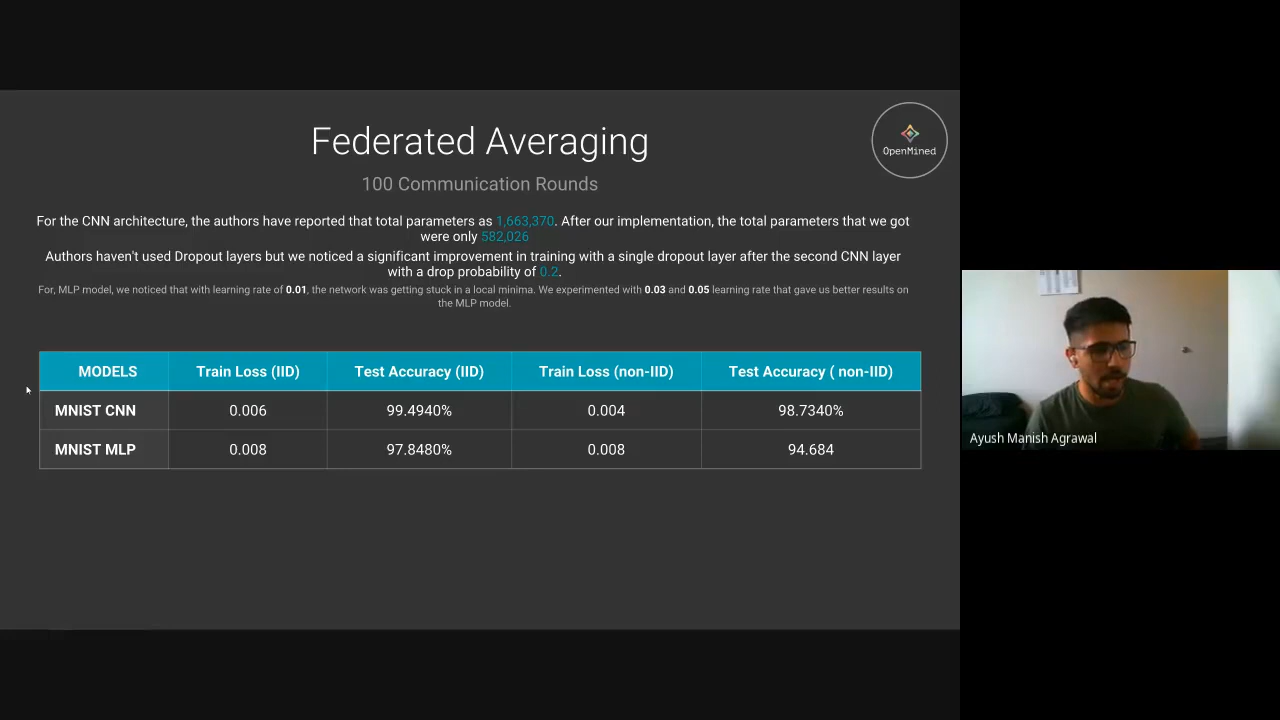 Federated Averaging
OpenMined
100 Communication Rounds
For the CNN architecture, the authors have reported that total parameters as 1,663,370. After our implementation, the total parameters that we got
were only 582,026
Authors haven't used Dropout layers but we noticed a significant improvement in training with a single dropout layer after the second CNN layer
with a drop probability of 0.2.
For, MLP model, we noticed that with learning rate of 0.01, the network was getting stuck in a local minima. We experimented with 0.03 and 0.05 learning rate that gave us better results on
the MLP model.
MODELS Train Loss (IID) Test Accuracy (IID) Train Loss (non-IID) Test Accuracy ( non-IID)
MNIST CNN 0.006 99.4940% 0.004 98.7340%
MNIST MLP 0.008 97.8480% 0.008 94.684
Ayush Manish Agrawal